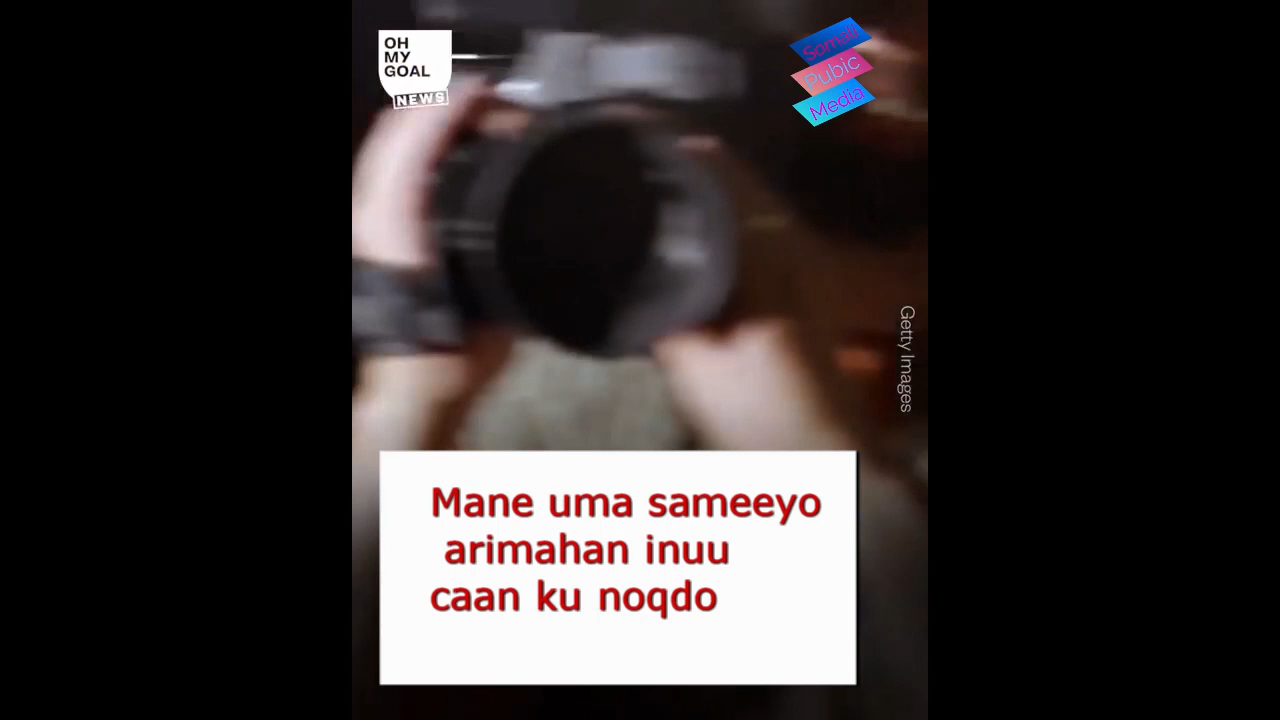 OH
MY
GOAL
NEWS
Somali
Pubic
Media
Getty Images
Mane uma sameeyo
arimahan inuu
caan ku noqdo